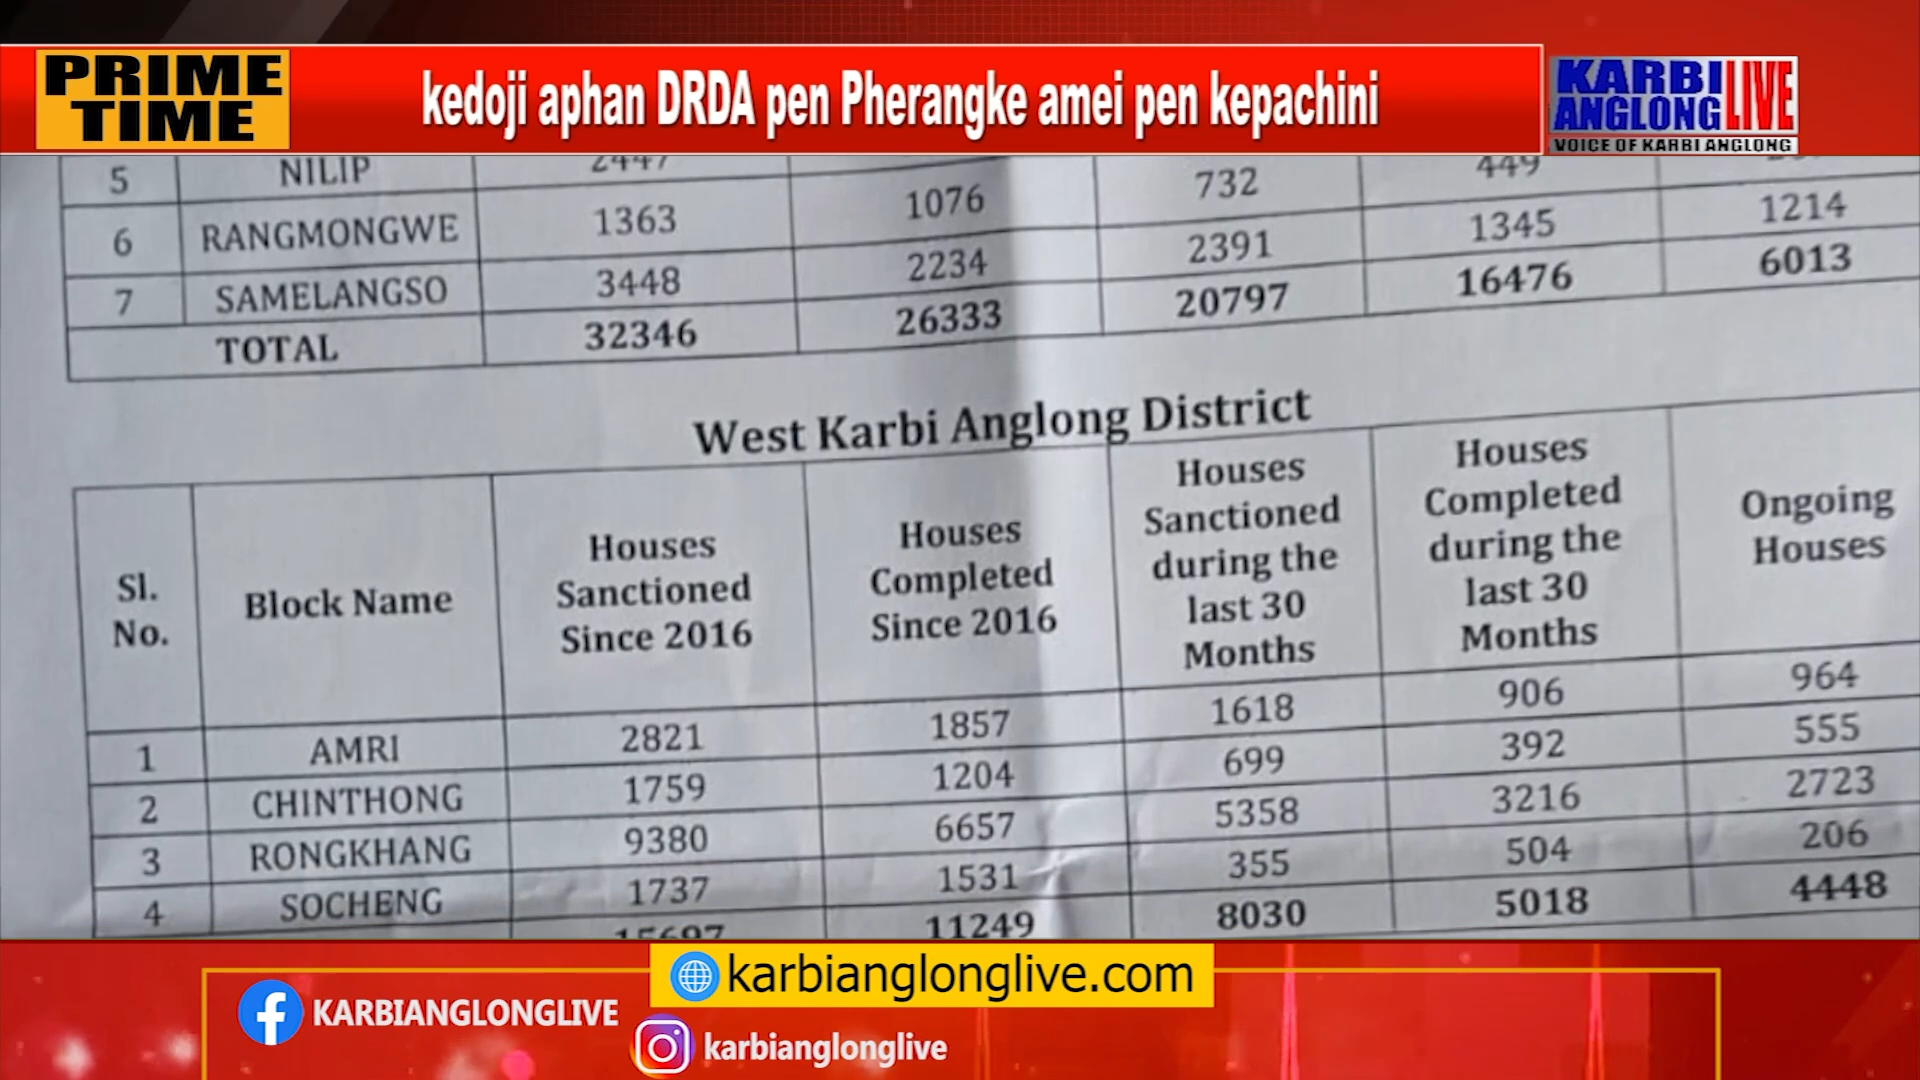 PRIME
TIME
kedoji aphan DRDA pen Pherangke amei pen kepachini
KARBI
ANGLONG LIVE
VOICE OF KARBI ANGLONG
5 NILIP 2447 732 449
6 RANGMONGWE 1363 1076 2391 1345 1214
7 SAMELANGSO 3448 2234 20797 16476 6013
TOTAL 32346 26333
West Karbi Anglong District
Sl. No. Block Name Houses Sanctioned Since 2016 Houses Completed Since 2016 Houses Sanctioned during the last 30 Months Houses Completed during the last 30 Months Ongoing Houses
1 AMRI 2821 1857 1618 906 964
2 CHINTHONG 1759 1204 699 392 555
3 RONGKHANG 9380 6657 5358 3216 2723
4 SOCHENG 1737 1531 355 504 206
15697 11249 8030 5018 4448
karbianglonglive.com
KARBIANGLONGLIVE
karbianglonglive